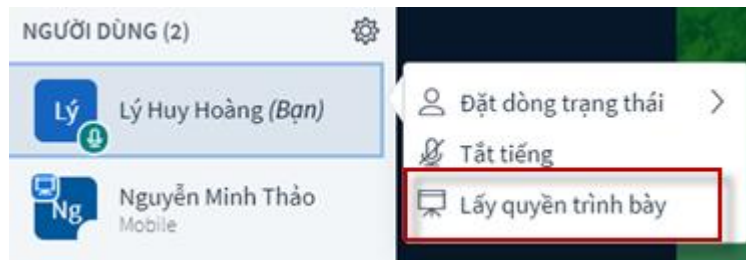 NGƯỜI DÙNG (2)
Lý
Lý Huy Hoàng (Bạn)
Ng
Nguyễn Minh Thảo
Mobile
Đặt dòng trạng thái
Tắt tiếng
Lấy quyền trình bày